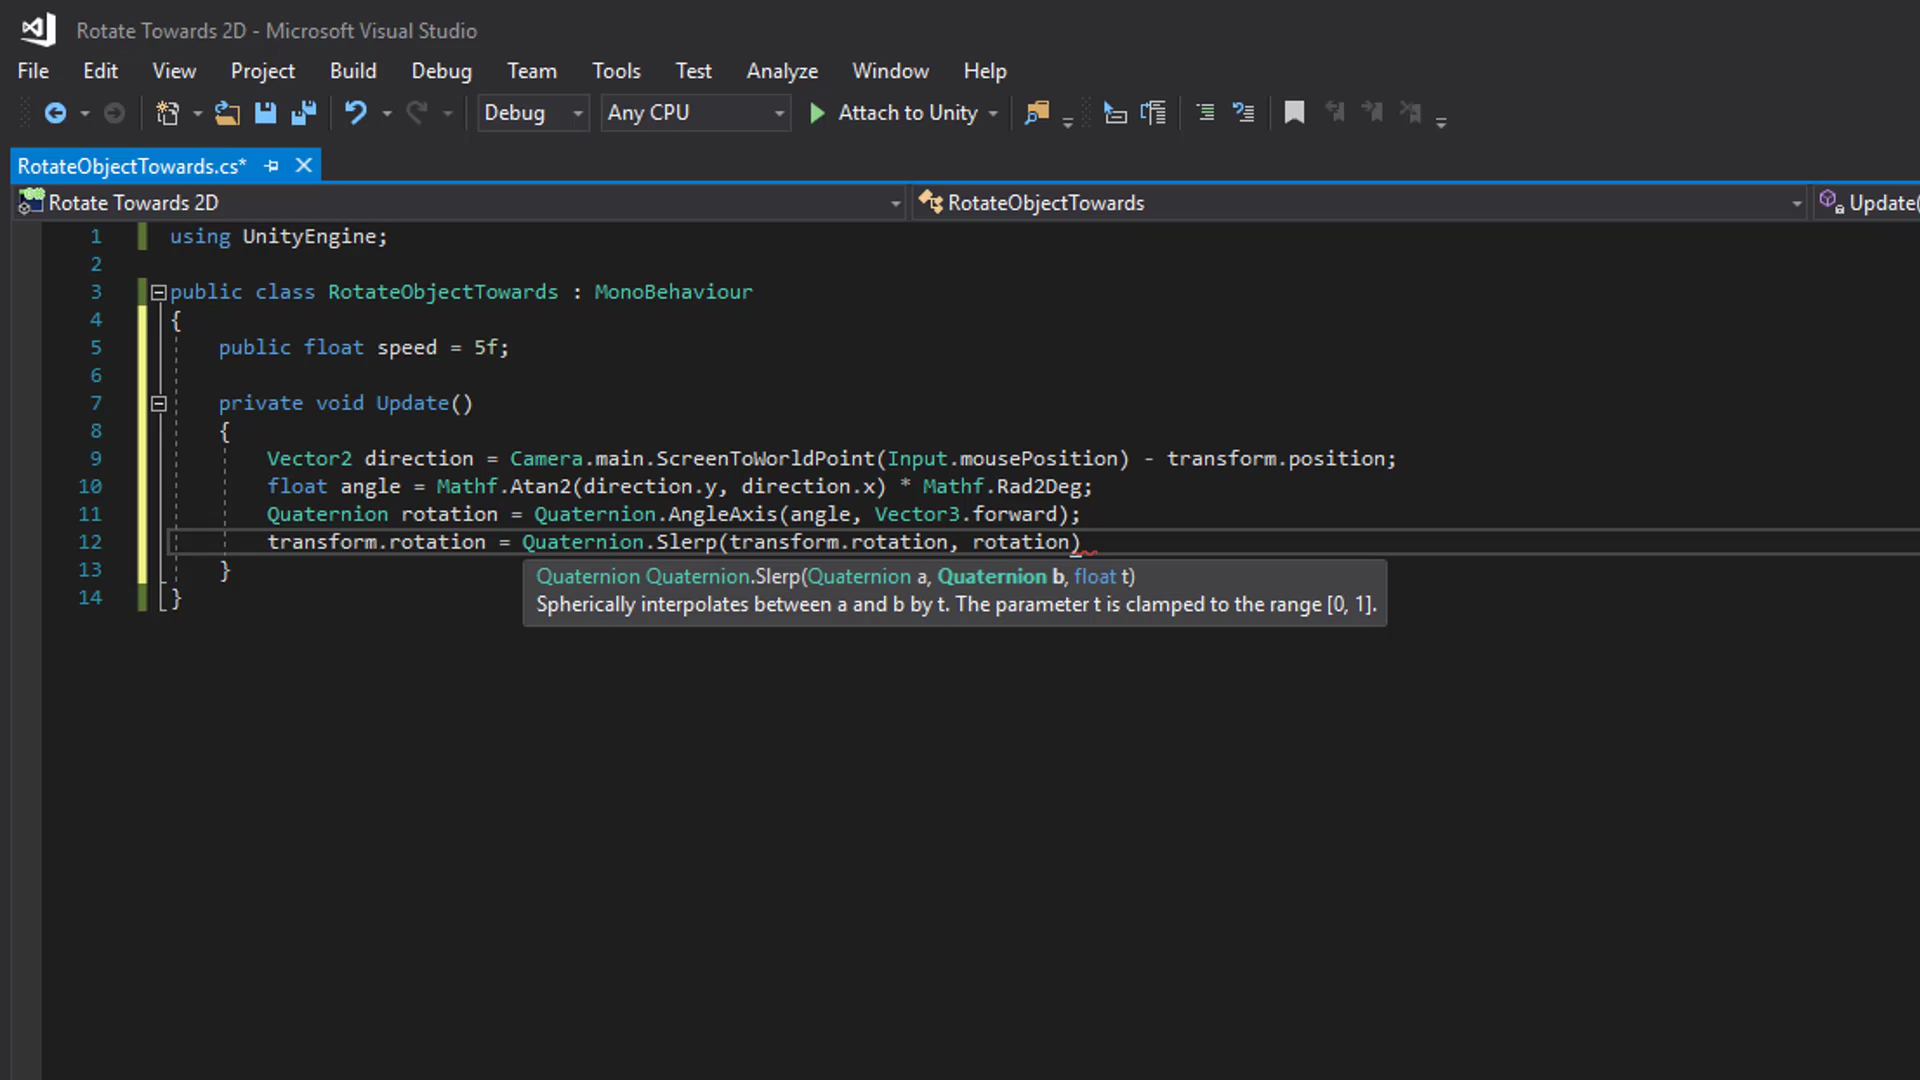 Rotate Towards 2D - Microsoft Visual Studio
File Edit View Project Build Debug Team Tools Test Analyze Window Help
Debug Any CPU Attach to Unity
RotateObjectTowards.cs*
Rotate Towards 2D RotateObjectTowards Update(
1 using UnityEngine;
2
3 public class RotateObjectTowards : MonoBehaviour
4 {
5 public float speed = 5f;
6
7 private void Update()
8 {
9 Vector2 direction = Camera.main.ScreenToWorldPoint(Input.mousePosition) - transform.position;
10 float angle = Mathf.Atan2(direction.y, direction.x) * Mathf.Rad2Deg;
11 Quaternion rotation = Quaternion.AngleAxis(angle, Vector3.forward);
12 transform.rotation = Quaternion.Slerp(transform.rotation, rotation)
13 }
Quaternion Quaternion.Slerp(Quaternion a, Quaternion b, float t)
14 }
Spherically interpolates between a and b by t. The parameter t is clamped to the range [0, 1].